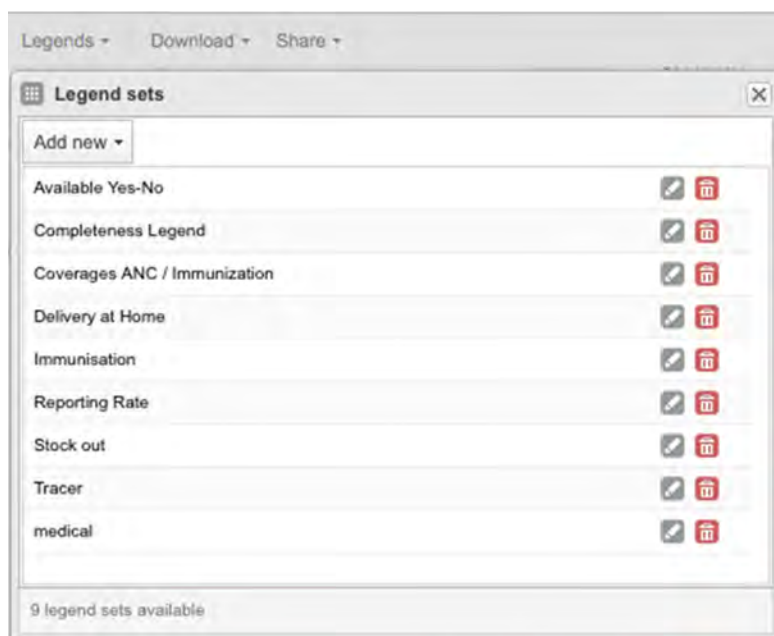 Legends Download Share
Legend sets
Add new
Available Yes-No
Completeness Legend
Coverages ANC / Immunization
Delivery at Home
Immunisation
Reporting Rate
Stock out
Tracer
medical
9 legend sets available